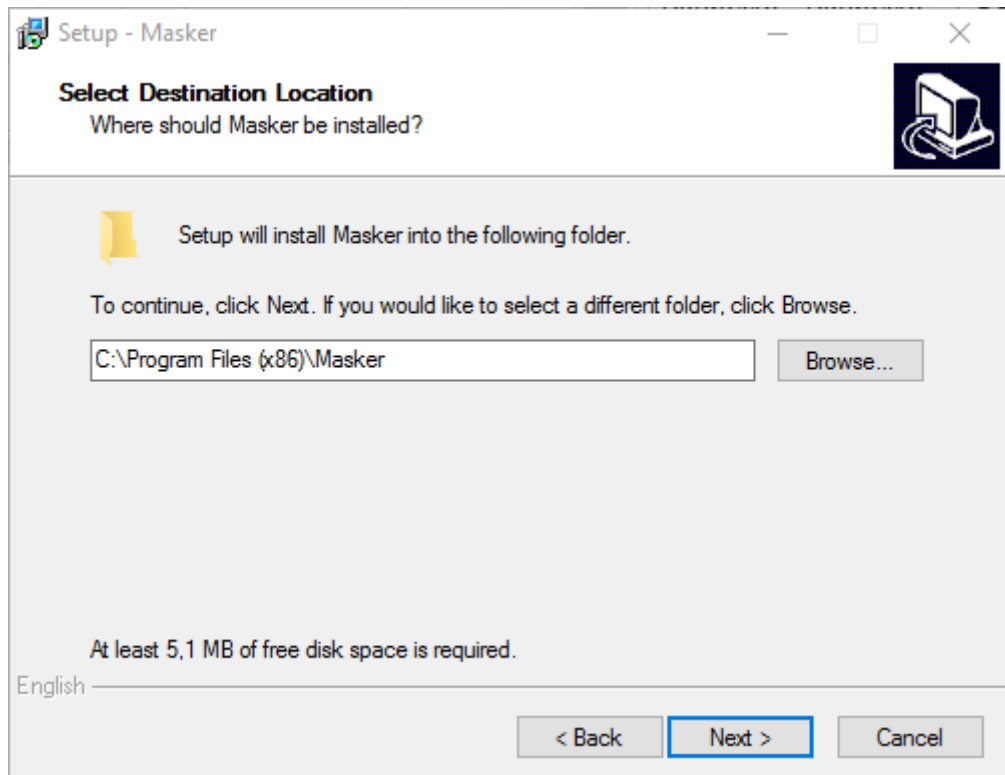 Setup - Masker
Select Destination Location
Where should Masker be installed?
Setup will install Masker into the following folder.
To continue, click Next. If you would like to select a different folder, click Browse.
C:\Program Files (x86)\Masker
Browse...
At least 5,1 MB of free disk space is required.
English
< Back
Next >
Cancel